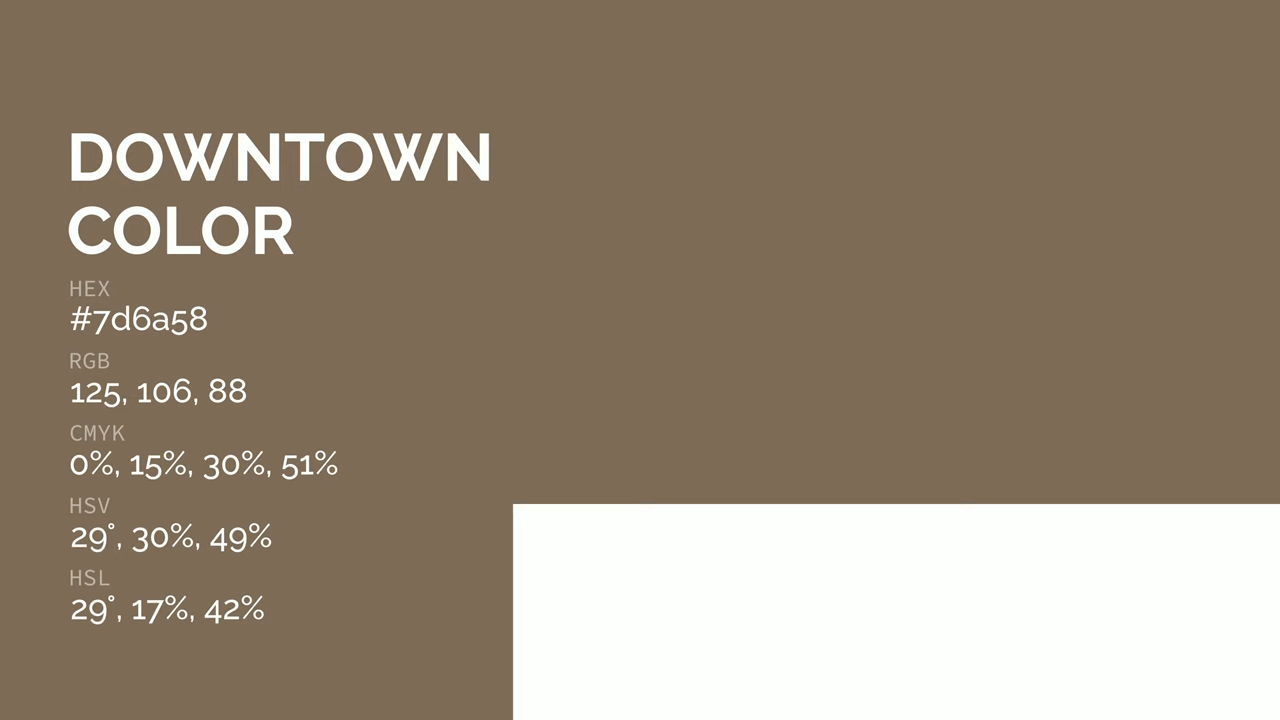 DOWNTOWN
COLOR
HEX
#7d6a58
RGB
125, 106, 88
CMYK
0%, 15%, 30%, 51%
HSV
29°, 30%, 49%
HSL
29°, 17%, 42%